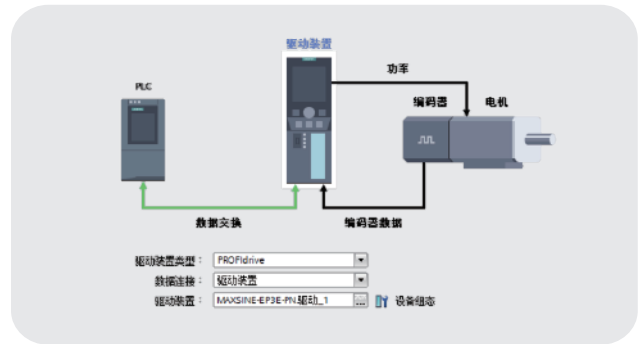 驱动装置
功率
PLC
编码器 电机
数据交换 编码器数据
驱动装置类型： PROFIdrive
数据连接： 驱动装置
驱动装置： MAXSINE-EP3E-PN.驱动_1 ... 设备组态